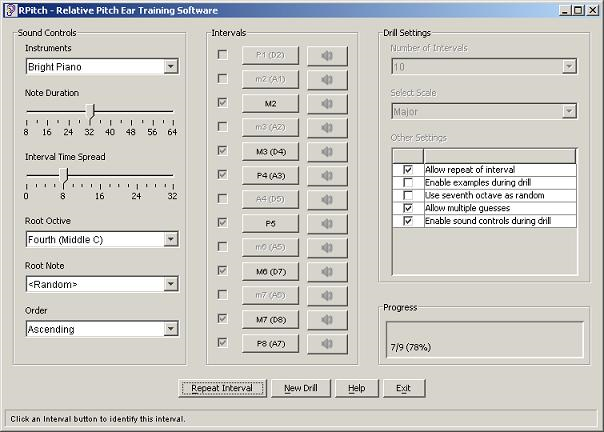 RPitch - Relative Pitch Ear Training Software
Sound Controls
Instruments
Bright Piano
Note Duration
8 16 24 32 40 48 56 64
Interval Time Spread
0 8 16 24 32
Root Octive
Fourth (Middle C)
Root Note
<Random>
Order
Ascending
Intervals
P1 (D2)
m2 (A1)
M2
m3 (A2)
M3 (D4)
P4 (A3)
A4 (D5)
P5
m6 (A5)
M6 (D7)
m7 (A6)
M7 (D8)
P8 (A7)
Drill Settings
Number of Intervals
10
Select Scale
Major
Other Settings
Allow repeat of interval
Enable examples during drill
Use seventh octave as random
Allow multiple guesses
Enable sound controls during drill
Progress
7/9 (78%)
Repeat Interval New Drill Help Exit
Click an Interval button to identify this interval.